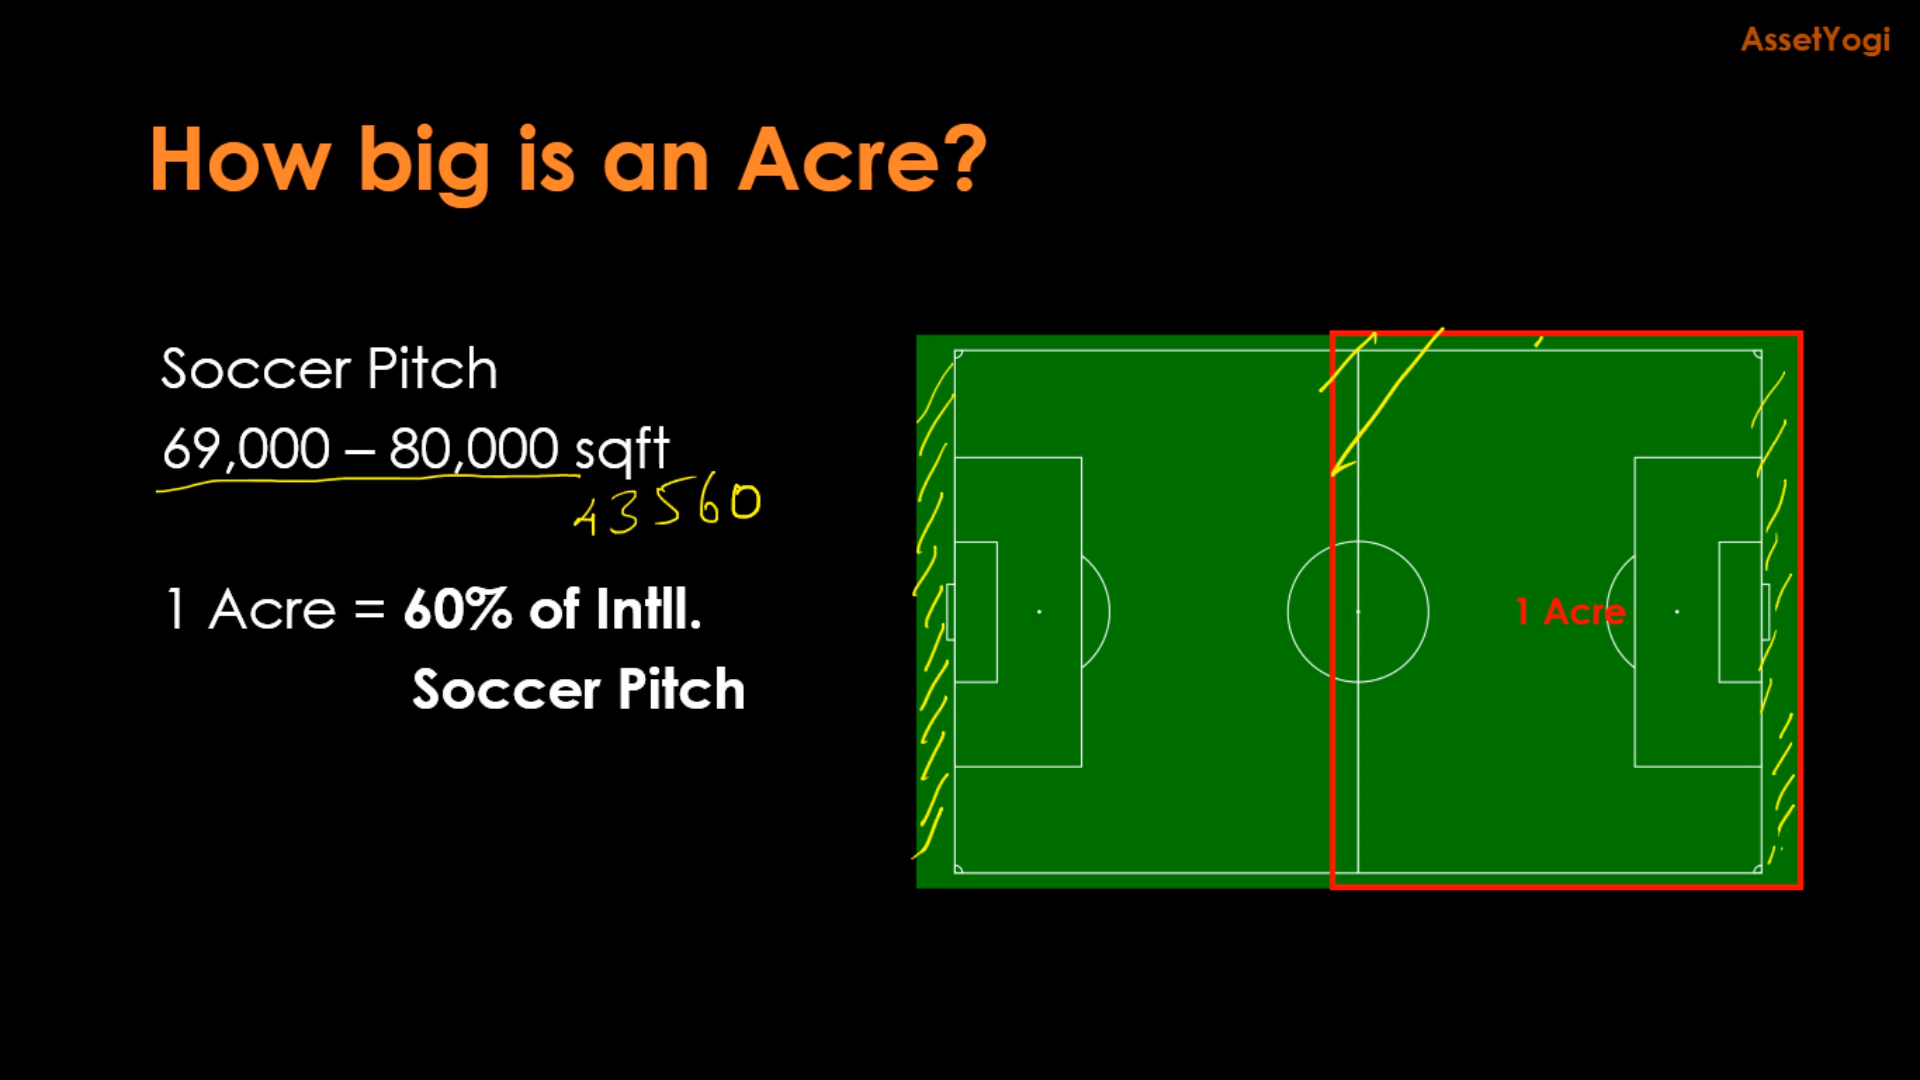 AssetYogi
How big is an Acre?
Soccer Pitch
69,000 – 80,000 sqft
43560
1 Acre = 60% of Intll.
Soccer Pitch
1 Acre